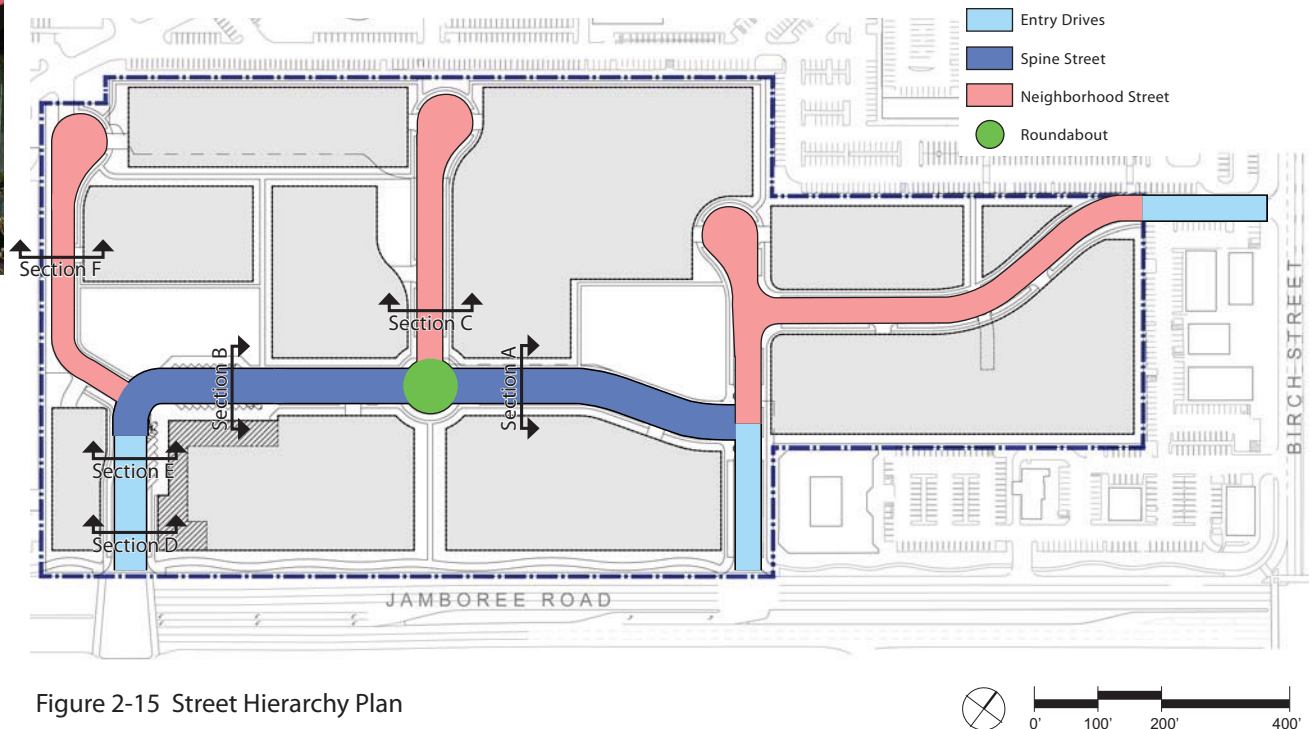 Entry Drives
Spine Street
Neighborhood Street
Roundabout
Section F
Section C
Section B
Section A
Section E
Section D
BIRCH STREET
JAMBOREE ROAD
Figure 2-15 Street Hierarchy Plan
0' 100' 200' 400'